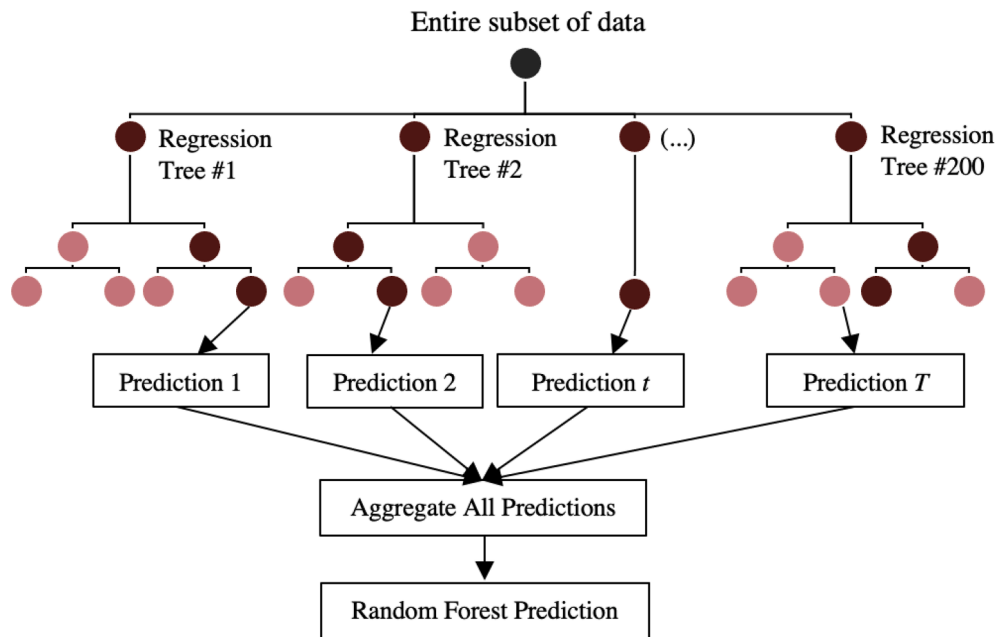 Entire subset of data
Regression
Tree #1
Regression
Tree #2
(...)
Regression
Tree #200
Prediction 1
Prediction 2
Prediction t
Prediction T
Aggregate All Predictions
Random Forest Prediction